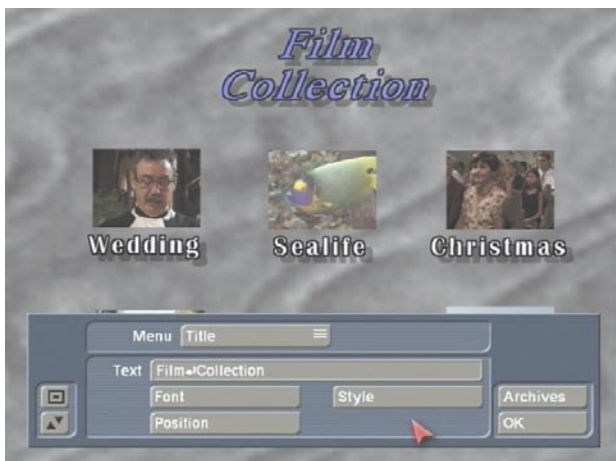 Film
Collection
Wedding
Sealife
Christmas
Menu Title
Text Film↵Collection
Font
Style
Archives
Position
OK